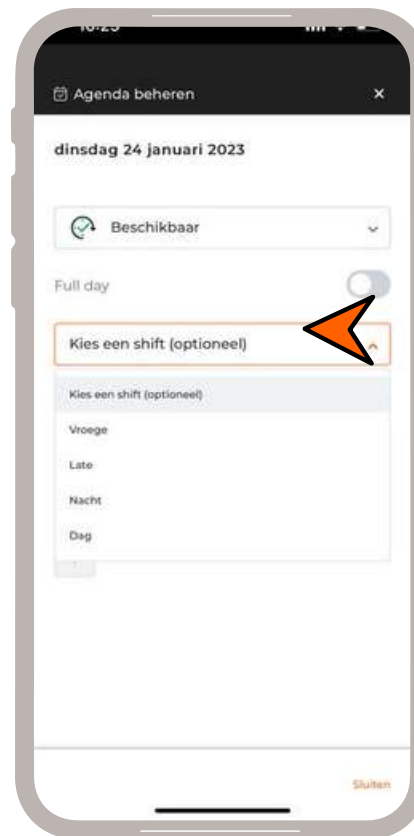 Agenda beheren ×
dinsdag 24 januari 2023
Beschikbaar
Full day
Kies een shift (optioneel)
Kies een shift (optioneel)
Vroege
Late
Nacht
Dag
Sluiten